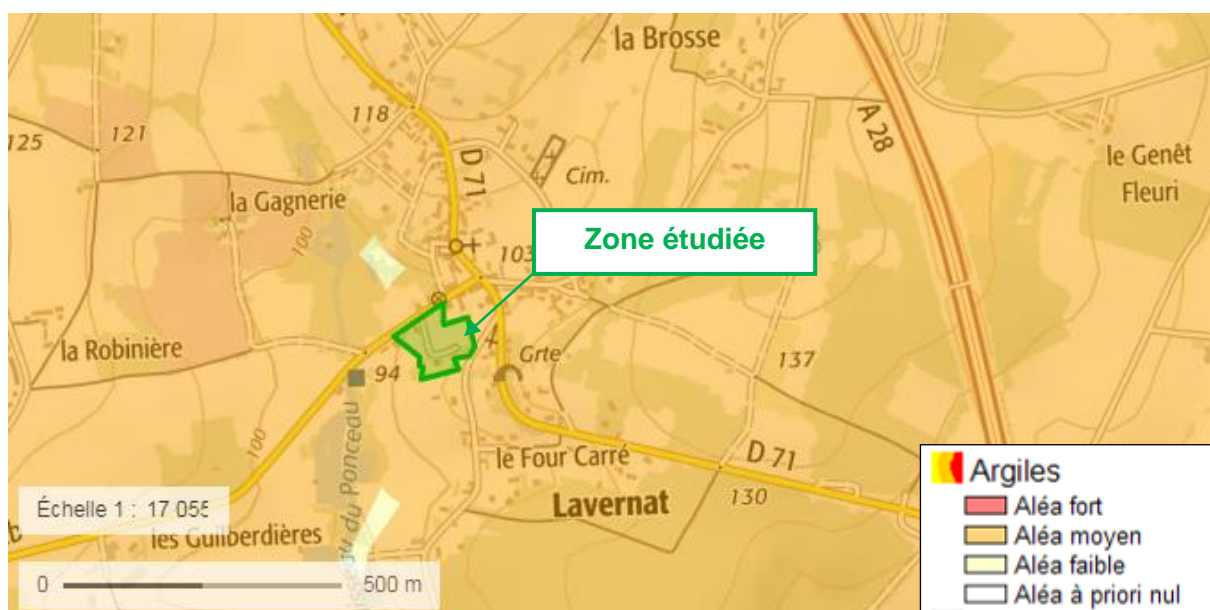 la Brosse
118
A 28
125
121
D 71
le Genêt
Fleuri
la Gagnerie
Cim.
100
Zone étudiée
103
la Robinière
Grte
94
137
100
le Four Carré
D 71
Argiles
Échelle 1 : 17 055
Lavernat
130
Aléa fort
les Guilberdières
du Ponceau
Aléa moyen
Aléa faible
0
500 m
Aléa à priori nul